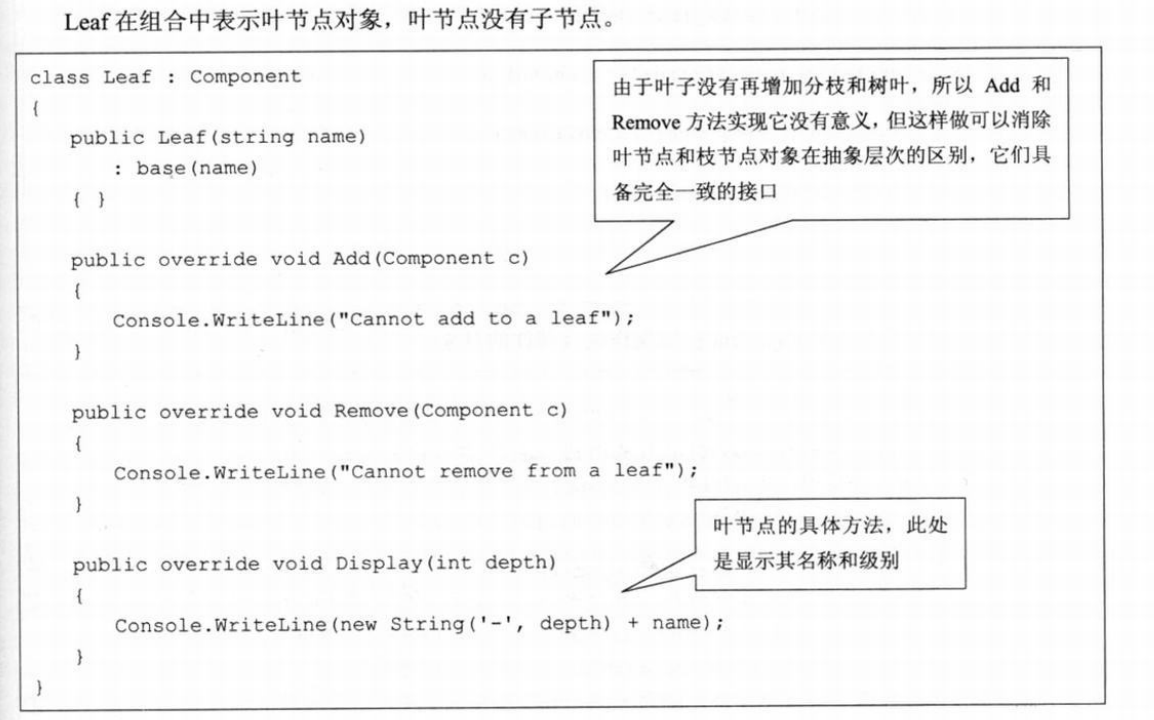 Leaf在组合中表示叶节点对象，叶节点没有子节点。
class Leaf : Component
{
public Leaf(string name)
: base(name)
{ }
由于叶子没有再增加分枝和树叶，所以 Add 和
Remove 方法实现它没有意义，但这样做可以消除
叶节点和枝节点对象在抽象层次的区别，它们具
备完全一致的接口
public override void Add(Component c)
{
Console.WriteLine("Cannot add to a leaf");
}
public override void Remove(Component c)
{
Console.WriteLine("Cannot remove from a leaf");
}
叶节点的具体方法，此处
是显示其名称和级别
public override void Display(int depth)
{
Console.WriteLine(new String('-', depth) + name);
}
}